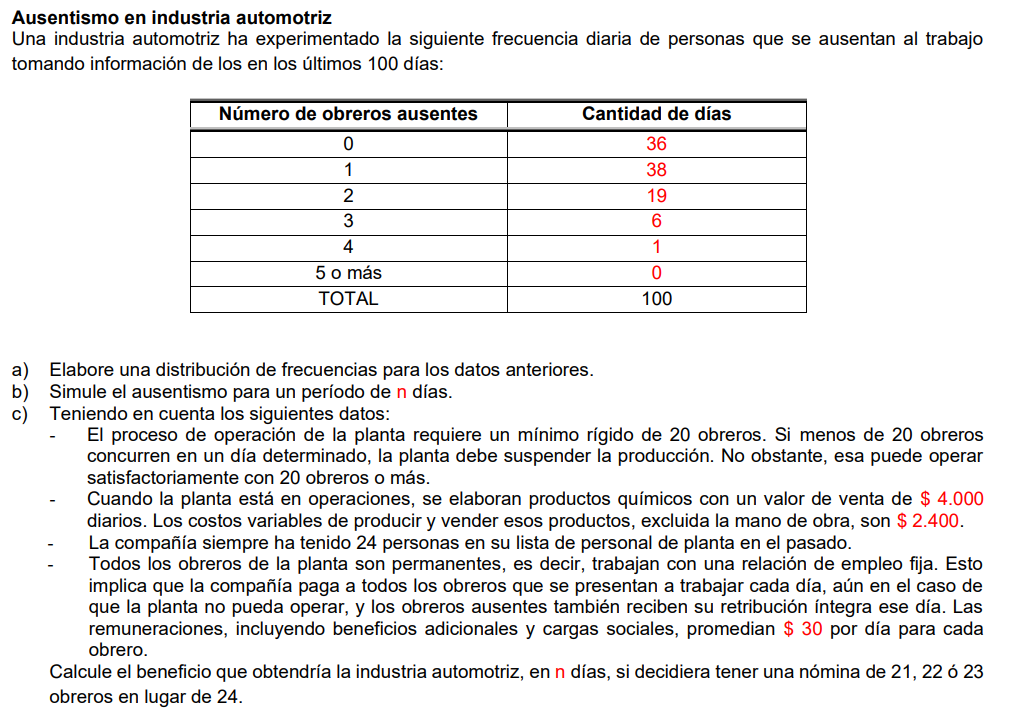 Ausentismo en industria automotriz
Una industria automotriz ha experimentado la siguiente frecuencia diaria de personas que se ausentan al trabajo
tomando información de los en los últimos 100 días:
Número de obreros ausentes Cantidad de días
0 36
1 38
2 19
3 6
4 1
5 o más 0
TOTAL 100
a) Elabore una distribución de frecuencias para los datos anteriores.
b) Simule el ausentismo para un período de n días.
c) Teniendo en cuenta los siguientes datos:
- El proceso de operación de la planta requiere un mínimo rígido de 20 obreros. Si menos de 20 obreros
concurren en un día determinado, la planta debe suspender la producción. No obstante, esa puede operar
satisfactoriamente con 20 obreros o más.
- Cuando la planta está en operaciones, se elaboran productos químicos con un valor de venta de $ 4.000
diarios. Los costos variables de producir y vender esos productos, excluida la mano de obra, son $ 2.400.
- La compañía siempre ha tenido 24 personas en su lista de personal de planta en el pasado.
- Todos los obreros de la planta son permanentes, es decir, trabajan con una relación de empleo fija. Esto
implica que la compañía paga a todos los obreros que se presentan a trabajar cada día, aún en el caso de
que la planta no pueda operar, y los obreros ausentes también reciben su retribución íntegra ese día. Las
remuneraciones, incluyendo beneficios adicionales y cargas sociales, promedian $ 30 por día para cada
obrero.
Calcule el beneficio que obtendría la industria automotriz, en n días, si decidiera tener una nómina de 21, 22 ó 23
obreros en lugar de 24.